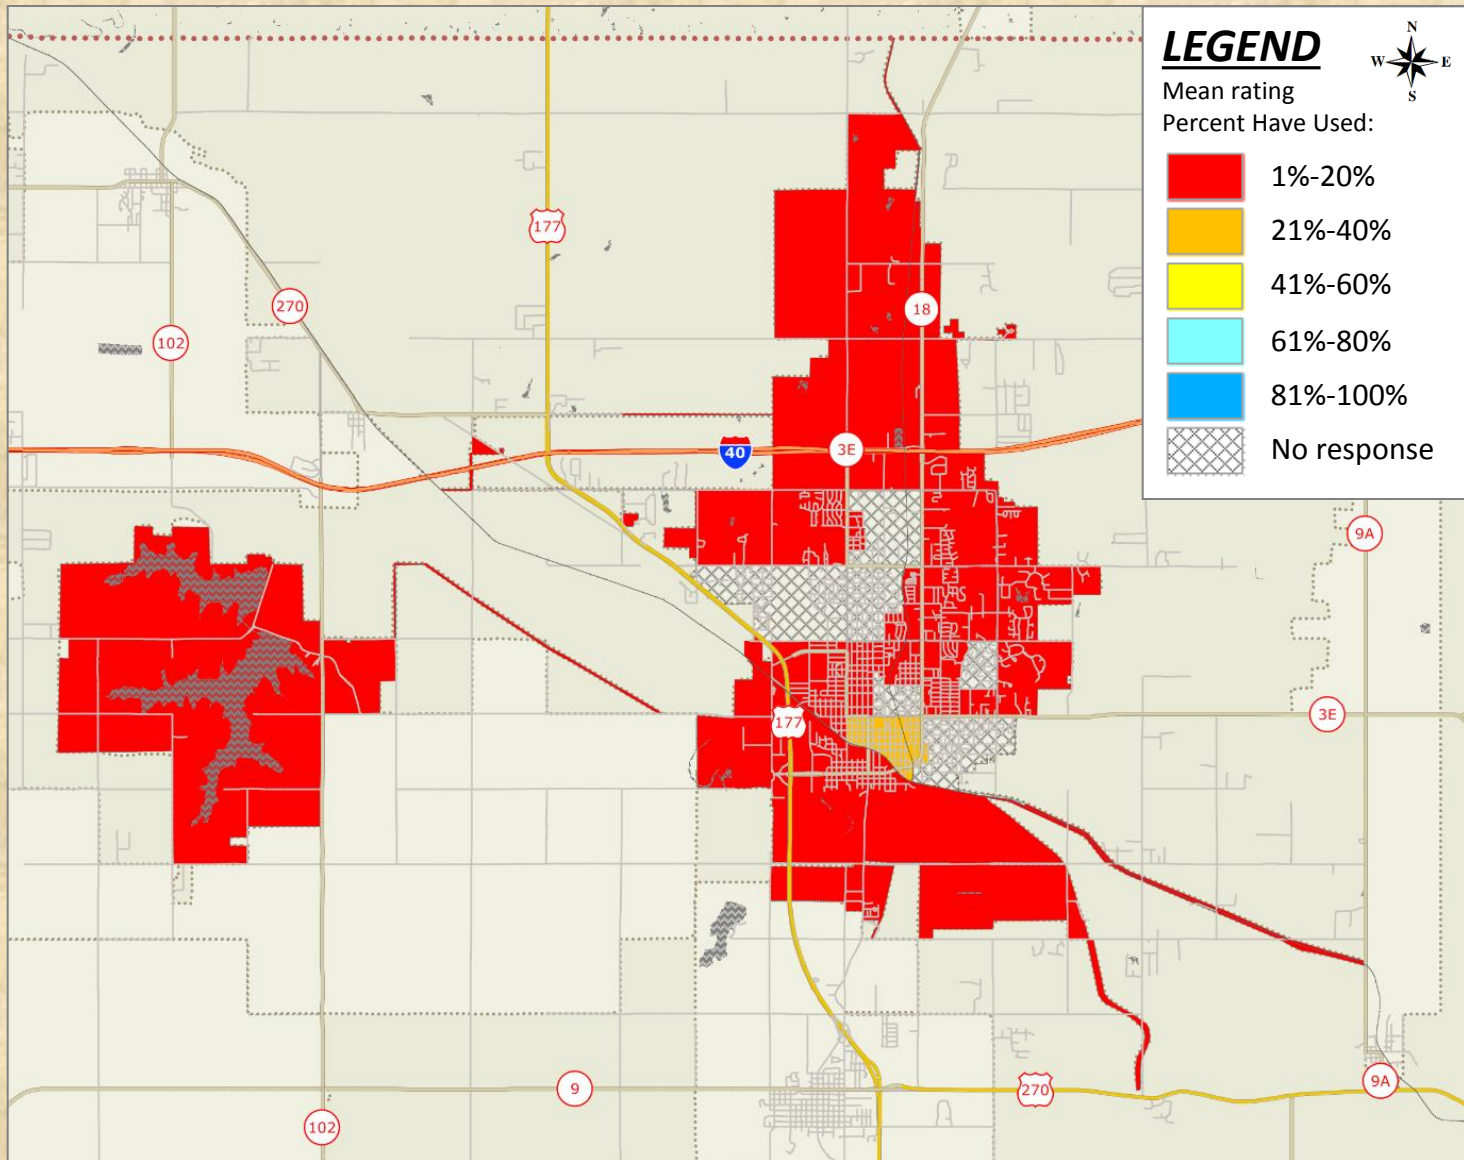 LEGEND
N
W E
S
Mean rating
Percent Have Used:
1%-20%
21%-40%
41%-60%
61%-80%
81%-100%
No response
177
270
18
102
40
3E
9A
3E
177
9
270
9A
102